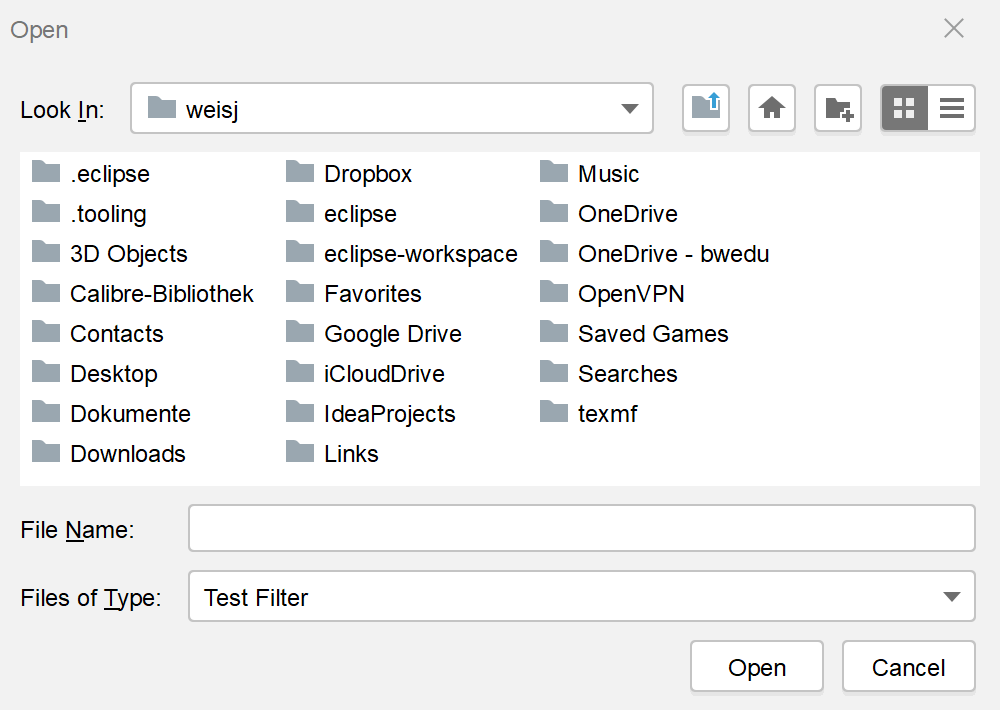 Open
Look In: weisj
.eclipse
.tooling
3D Objects
Calibre-Bibliothek
Contacts
Desktop
Dokumente
Downloads
Dropbox
eclipse
eclipse-workspace
Favorites
Google Drive
iCloudDrive
IdeaProjects
Links
Music
OneDrive
OneDrive - bwedu
OpenVPN
Saved Games
Searches
texmf
File Name:
Files of Type: Test Filter
Open Cancel